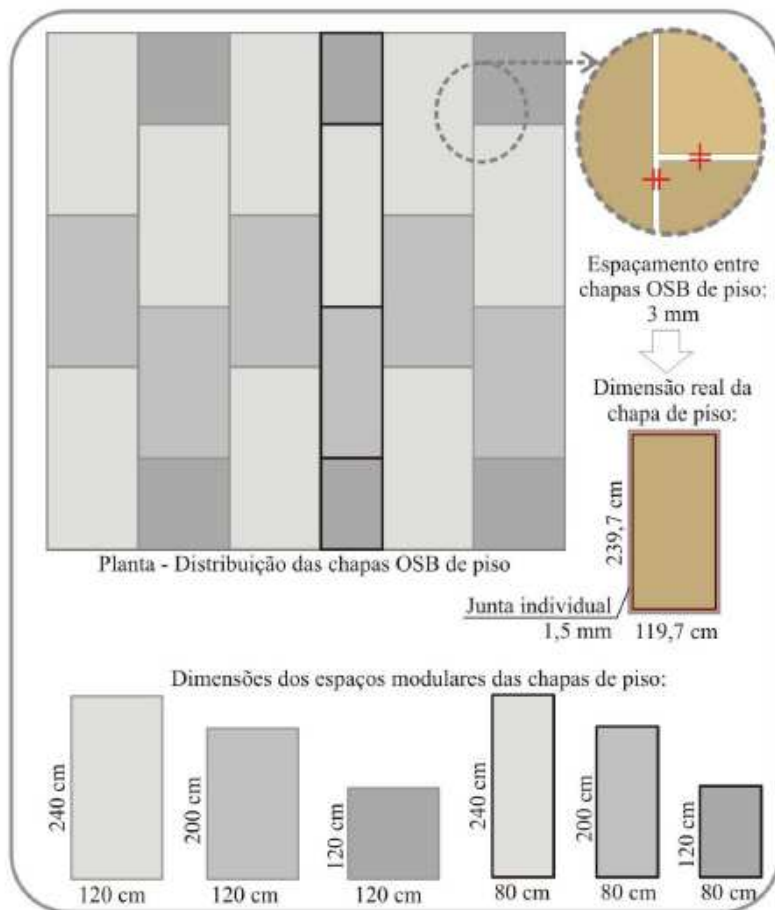 Espaçamento entre
chapas OSB de piso:
3 mm
Dimensão real da
chapa de piso:
239,7 cm
Planta - Distribuição das chapas OSB de piso
Junta individual
1,5 mm
119,7 cm
Dimensões dos espaços modulares das chapas de piso:
240 cm
200 cm
120 cm
240 cm
200 cm
120 cm
120 cm
120 cm
120 cm
80 cm
80 cm
80 cm